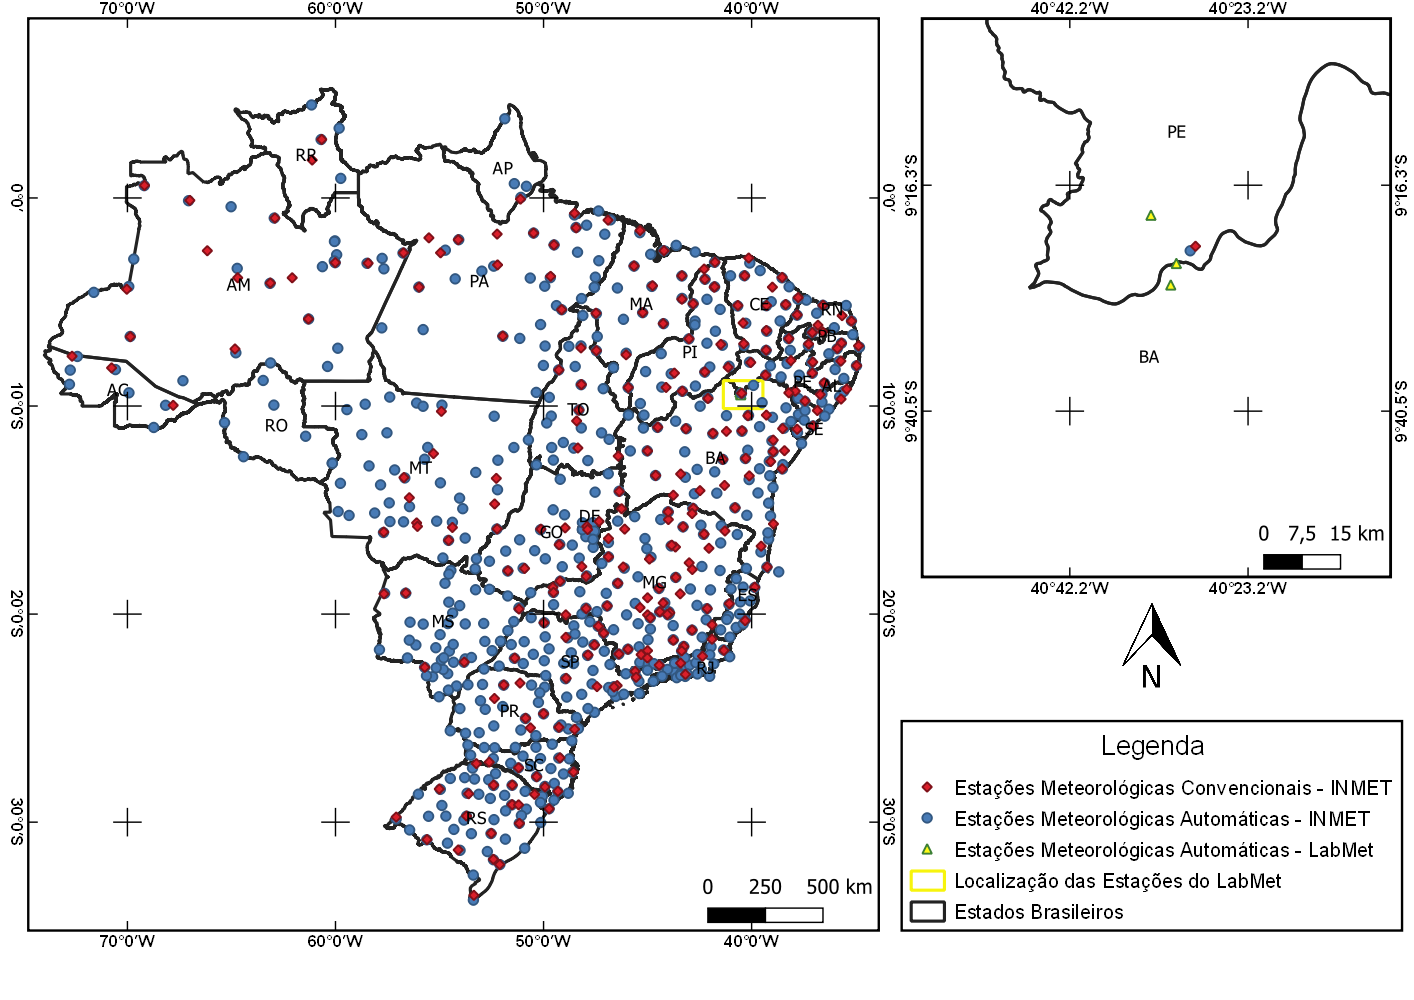 70°0'W 60°0'W 50°0'W 40°0'W
40°42.2'W 40°23.2'W
RR
AP
AM
PA
MA
CE
RN
PB
PI
PE
AL
AC
SE
RO
TO
BA
MT
DF
GO
MG
ES
MS
SP
RJ
PR
SC
RS
0°0'
10°0'S
20°0'S
30°0'S
0 250 500 km
70°0'W 60°0'W 50°0'W 40°0'W
PE
BA
9°16.3'S
9°40.5'S
0 7,5 15 km
40°42.2'W 40°23.2'W
N
Legenda
Estações Meteorológicas Convencionais - INMET
Estações Meteorológicas Automáticas - INMET
Estações Meteorológicas Automáticas - LabMet
Localização das Estações do LabMet
Estados Brasileiros